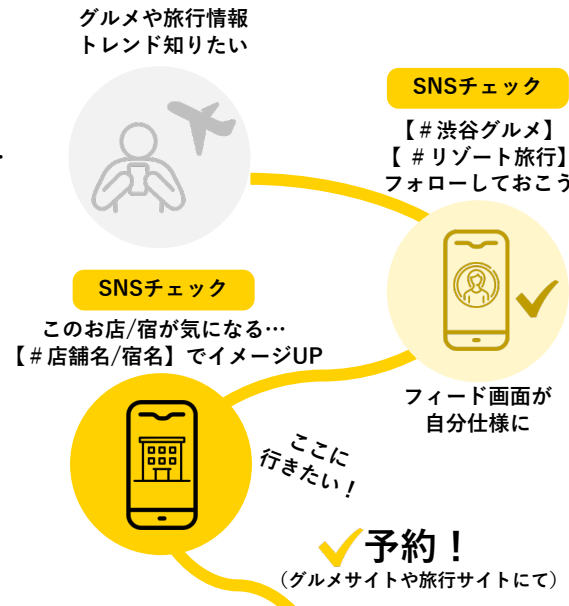 グルメや旅行情報
トレンド知りたい
SNSチェック
【＃渋谷グルメ】
【 ＃リゾート旅行】
フォローしておこう
SNSチェック
このお店/宿が気になる…
【＃店舗名/宿名】でイメージUP
フィード画面が
自分仕様に
ここに
行きたい！
予約！
（グルメサイトや旅行サイトにて）